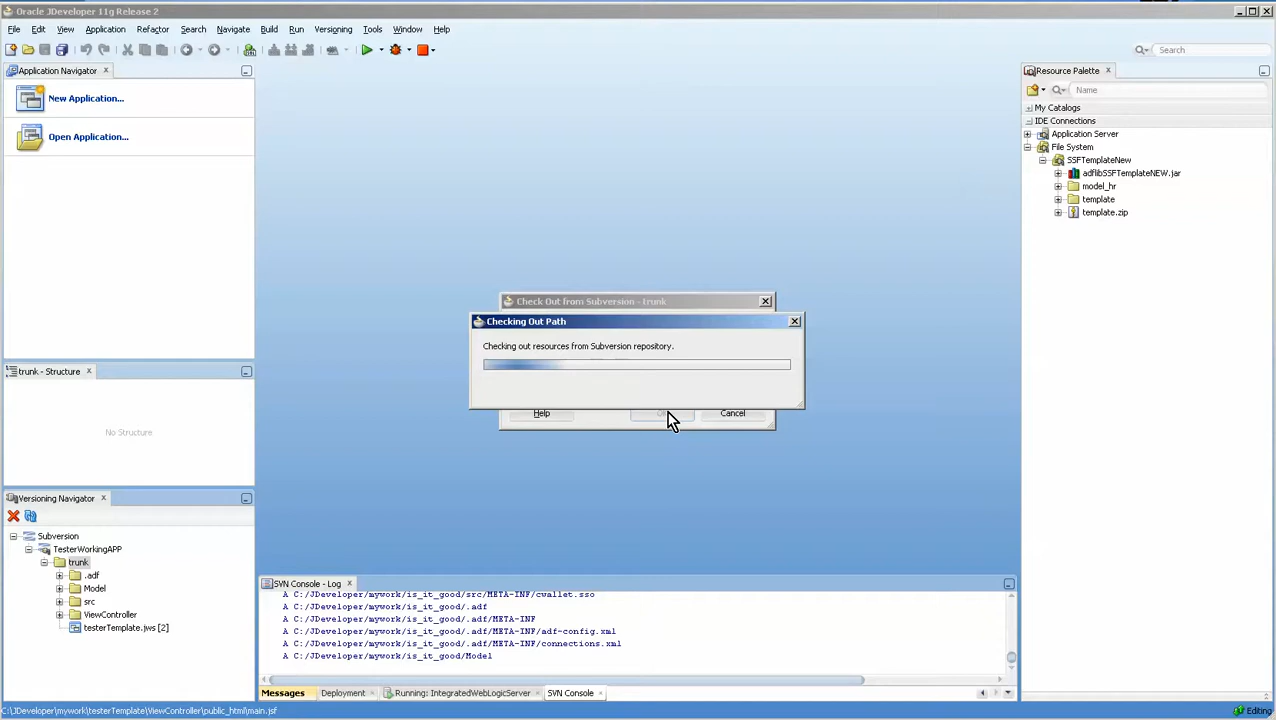 Oracle JDeveloper 11g Release 2
File Edit View Application Refactor Search Navigate Build Run Versioning Tools Window Help
Search
Application Navigator
New Application...
Open Application...
trunk - Structure
No Structure
Versioning Navigator
Subversion
TesterWorkingAPP
trunk
.adf
Model
src
ViewController
testerTemplate.jws [2]
Check Out from Subversion - trunk
Checking Out Path
Checking out resources from Subversion repository.
Help Cancel
SVN Console - Log
A C:/JDeveloper/mywork/is_it_good/src/META-INF/cwallet.sso
A C:/JDeveloper/mywork/is_it_good/.adf
A C:/JDeveloper/mywork/is_it_good/.adf/META-INF
A C:/JDeveloper/mywork/is_it_good/.adf/META-INF/adf-config.xml
A C:/JDeveloper/mywork/is_it_good/.adf/META-INF/connections.xml
A C:/JDeveloper/mywork/is_it_good/Model
Messages Deployment Running: IntegratedWebLogicServer SVN Console
Resource Palette
Name
My Catalogs
IDE Connections
Application Server
File System
SSFTemplateNew
adflibSSFTemplateNEW.jar
model_hr
template
template.zip
C:\JDeveloper\mywork\testerTemplate\ViewController\public_html\main.jsf
Editing